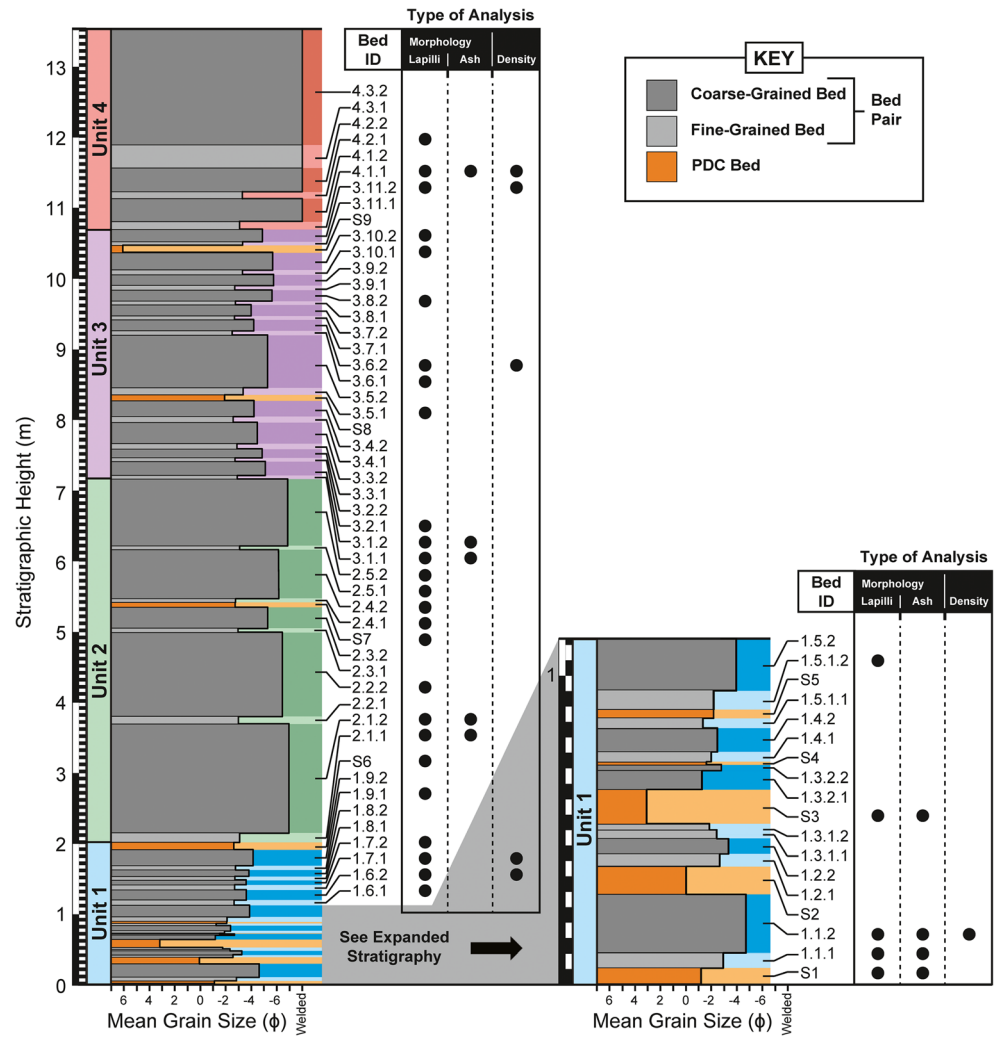 Type of Analysis
Bed ID
Morphology
Lapilli
Ash
Density
KEY
Coarse-Grained Bed
Fine-Grained Bed
Bed Pair
PDC Bed
Stratigraphic Height (m)
13
12
11
10
9
8
7
6
5
4
3
2
1
0
Unit 4
Unit 3
Unit 2
Unit 1
4.3.2
4.3.1
4.2.2
4.2.1
4.1.2
4.1.1
3.11.2
3.11.1
S9
3.10.2
3.10.1
3.9.2
3.9.1
3.8.2
3.8.1
3.7.2
3.7.1
3.6.2
3.6.1
3.5.2
3.5.1
S8
3.4.2
3.4.1
3.3.2
3.3.1
3.2.2
3.2.1
3.1.2
3.1.1
2.5.2
2.5.1
2.4.2
2.4.1
S7
2.3.2
2.3.1
2.2.2
2.2.1
2.1.2
2.1.1
S6
1.9.2
1.9.1
1.8.2
1.8.1
1.7.2
1.7.1
1.6.2
1.6.1
6 4 2 0 -2 -4 -6 Welded
Mean Grain Size (ϕ)
See Expanded
Stratigraphy
Type of Analysis
Bed ID
Morphology
Lapilli
Ash
Density
1
Unit 1
1.5.2
1.5.1.2
S5
1.5.1.1
1.4.2
1.4.1
S4
1.3.2.2
1.3.2.1
S3
1.3.1.2
1.3.1.1
1.2.2
1.2.1
S2
1.1.2
1.1.1
S1
6 4 2 0 -2 -4 -6 Welded
Mean Grain Size (ϕ)